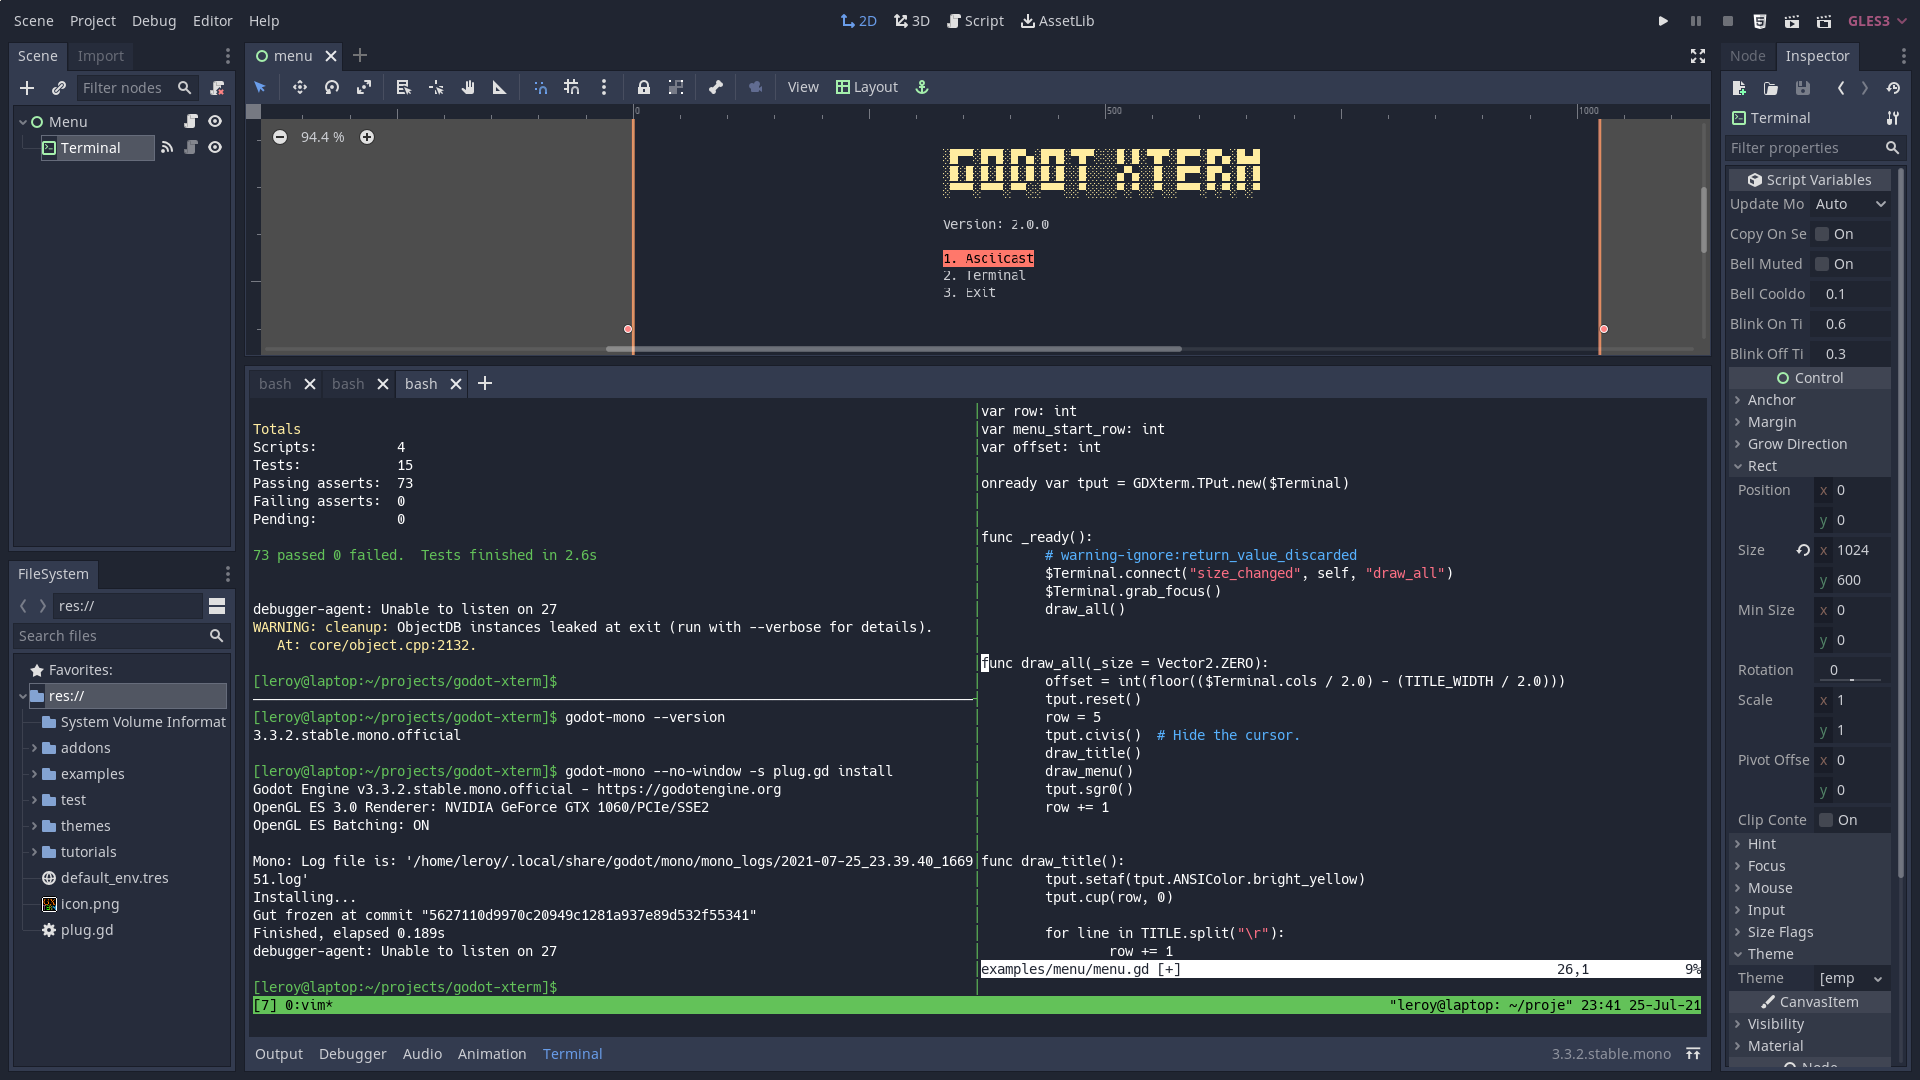 Scene Project Debug Editor Help
2D 3D Script AssetLib
GLES3
Scene Import
Filter nodes
Menu
Terminal
FileSystem
res://
Search files
Favorites:
res://
System Volume Informat
addons
examples
test
themes
tutorials
default_env.tres
icon.png
plug.gd
menu
View Layout
0 500 1000
94.4 %
GODOT XTERM
Version: 2.0.0
1. Asciicast
2. Terminal
3. Exit
bash bash bash
Totals
Scripts: 4
Tests: 15
Passing asserts: 73
Failing asserts: 0
Pending: 0
73 passed 0 failed. Tests finished in 2.6s
debugger-agent: Unable to listen on 27
WARNING: cleanup: ObjectDB instances leaked at exit (run with --verbose for details).
At: core/object.cpp:2132.
[leroy@laptop:~/projects/godot-xterm]$
[leroy@laptop:~/projects/godot-xterm]$ godot-mono --version
3.3.2.stable.mono.official
[leroy@laptop:~/projects/godot-xterm]$ godot-mono --no-window -s plug.gd install
Godot Engine v3.3.2.stable.mono.official - https://godotengine.org
OpenGL ES 3.0 Renderer: NVIDIA GeForce GTX 1060/PCIe/SSE2
OpenGL ES Batching: ON
Mono: Log file is: '/home/leroy/.local/share/godot/mono/mono_logs/2021-07-25_23.39.40_1669
51.log'
Installing...
Gut frozen at commit "5627110d9970c20949c1281a937e89d532f55341"
Finished, elapsed 0.189s
debugger-agent: Unable to listen on 27
[leroy@laptop:~/projects/godot-xterm]$
var row: int
var menu_start_row: int
var offset: int
onready var tput = GDXterm.TPut.new($Terminal)
func _ready():
# warning-ignore:return_value_discarded
$Terminal.connect("size_changed", self, "draw_all")
$Terminal.grab_focus()
draw_all()
func draw_all(_size = Vector2.ZERO):
offset = int(floor(($Terminal.cols / 2.0) - (TITLE_WIDTH / 2.0)))
tput.reset()
row = 5
tput.civis() # Hide the cursor.
draw_title()
draw_menu()
tput.sgr0()
row += 1
func draw_title():
tput.setaf(tput.ANSIColor.bright_yellow)
tput.cup(row, 0)
for line in TITLE.split("\r"):
row += 1
examples/menu/menu.gd [+] 26,1 9%
[7] 0:vim* "leroy@laptop: ~/proje" 23:41 25-Jul-21
Output Debugger Audio Animation Terminal
3.3.2.stable.mono
Node Inspector
Terminal
Filter properties
Script Variables
Update Mo Auto
Copy On Se On
Bell Muted On
Bell Cooldo 0.1
Blink On Ti 0.6
Blink Off Ti 0.3
Control
Anchor
Margin
Grow Direction
Rect
Position x 0
y 0
Size x 1024
y 600
Min Size x 0
y 0
Rotation 0
Scale x 1
y 1
Pivot Offse x 0
y 0
Clip Conte On
Hint
Focus
Mouse
Input
Size Flags
Theme
Theme [emp
CanvasItem
Visibility
Material
Node